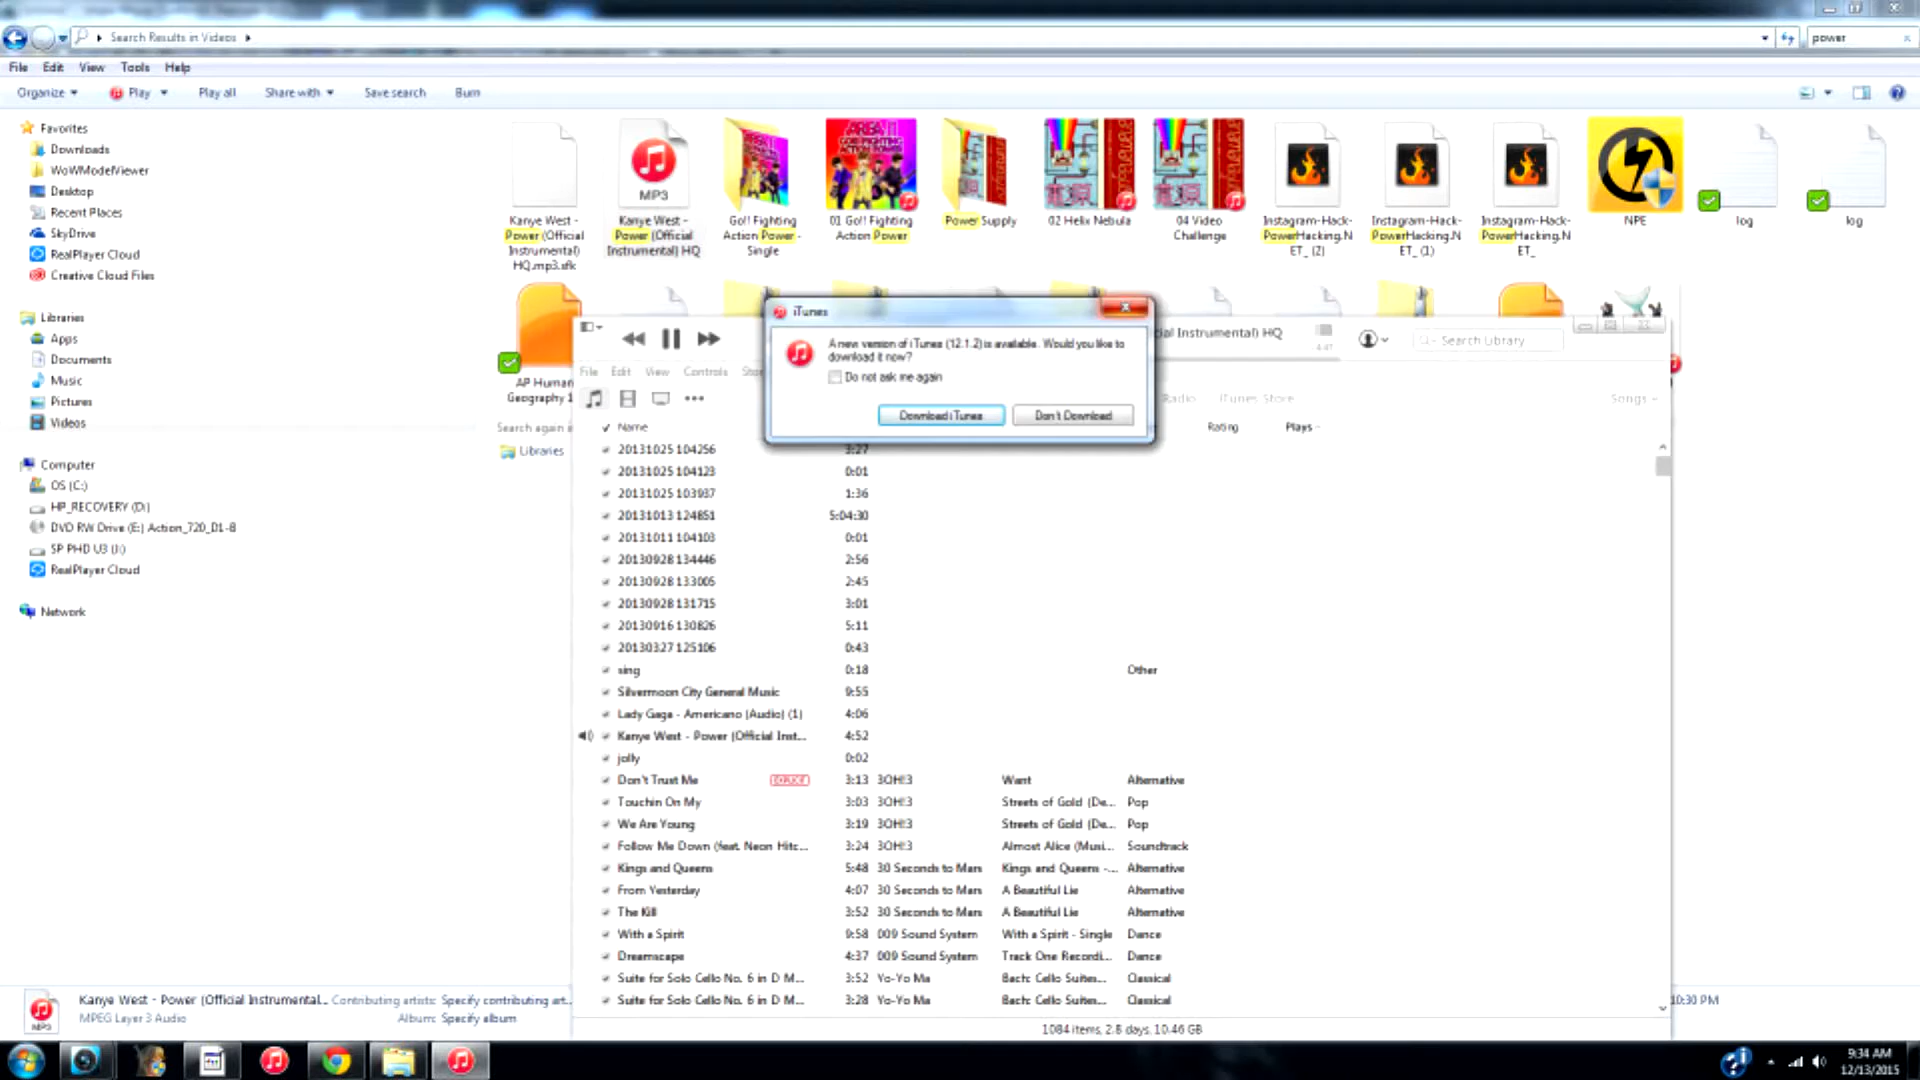 Search Results in Videos
power
File Edit View Tools Help
Organize Play Play all Share with Save search Burn
Favorites
Downloads
WoWModelViewer
Desktop
Recent Places
SkyDrive
RealPlayer Cloud
Creative Cloud Files
Libraries
Apps
Documents
Music
Pictures
Videos
Computer
OS (C:)
HP_RECOVERY (D:)
DVD RW Drive (E:) Action_720_D1-8
SP PHD U3 (I:)
RealPlayer Cloud
Network
MP3
Kanye West -
Power (Official
Instrumental)
HQ.mp3.sfk
Kanye West -
Power (Official
Instrumental) HQ
Go!! Fighting
Action Power -
Single
01 Go!! Fighting
Action Power
Power Supply
02 Helix Nebula
04 Video
Challenge
Instagram-Hack-
PowerHacking.N
ET_ (2)
Instagram-Hack-
PowerHacking.N
ET_ (1)
Instagram-Hack-
PowerHacking.N
ET_
NPE
log
log
AP Human
Geography 1
Search again i
Libraries
iTunes
A new version of iTunes (12.1.2) is available. Would you like to
download it now?
Do not ask me again
Download iTunes Don't Download
cial Instrumental) HQ
4:47
Search Library
File Edit View Controls Stor
Radio iTunes Store
Songs
Name Rating Plays
20131025 104256 3:27
20131025 104123 0:01
20131025 103937 1:36
20131013 124851 5:04:30
20131011 104103 0:01
20130928 134446 2:56
20130928 133005 2:45
20130928 131715 3:01
20130916 130826 5:11
20130327 125106 0:43
sing 0:18 Other
Silvermoon City General Music 9:55
Lady Gaga - Americano (Audio) (1) 4:06
Kanye West - Power (Official Inst... 4:52
jolly 0:02
Don't Trust Me EXPLICIT 3:13 3OH!3 Want Alternative
Touchin On My 3:03 3OH!3 Streets of Gold (De... Pop
We Are Young 3:19 3OH!3 Streets of Gold (De... Pop
Follow Me Down (feat. Neon Hitc... 3:24 3OH!3 Almost Alice (Musi... Soundtrack
Kings and Queens 5:48 30 Seconds to Mars Kings and Queens -... Alternative
From Yesterday 4:07 30 Seconds to Mars A Beautiful Lie Alternative
The Kill 3:52 30 Seconds to Mars A Beautiful Lie Alternative
With a Spirit 9:58 009 Sound System With a Spirit - Single Dance
Dreamscape 4:37 009 Sound System Track One Recordi... Dance
Suite for Solo Cello No. 6 in D M... 3:52 Yo-Yo Ma Bach: Cello Suites... Classical
Suite for Solo Cello No. 6 in D M... 3:28 Yo-Yo Ma Bach: Cello Suites... Classical
1084 items, 2.8 days, 10.46 GB
MP3
Kanye West - Power (Official Instrumental... Contributing artists: Specify contributing art...
MPEG Layer 3 Audio Album: Specify album
10:30 PM
9:34 AM
12/13/2015